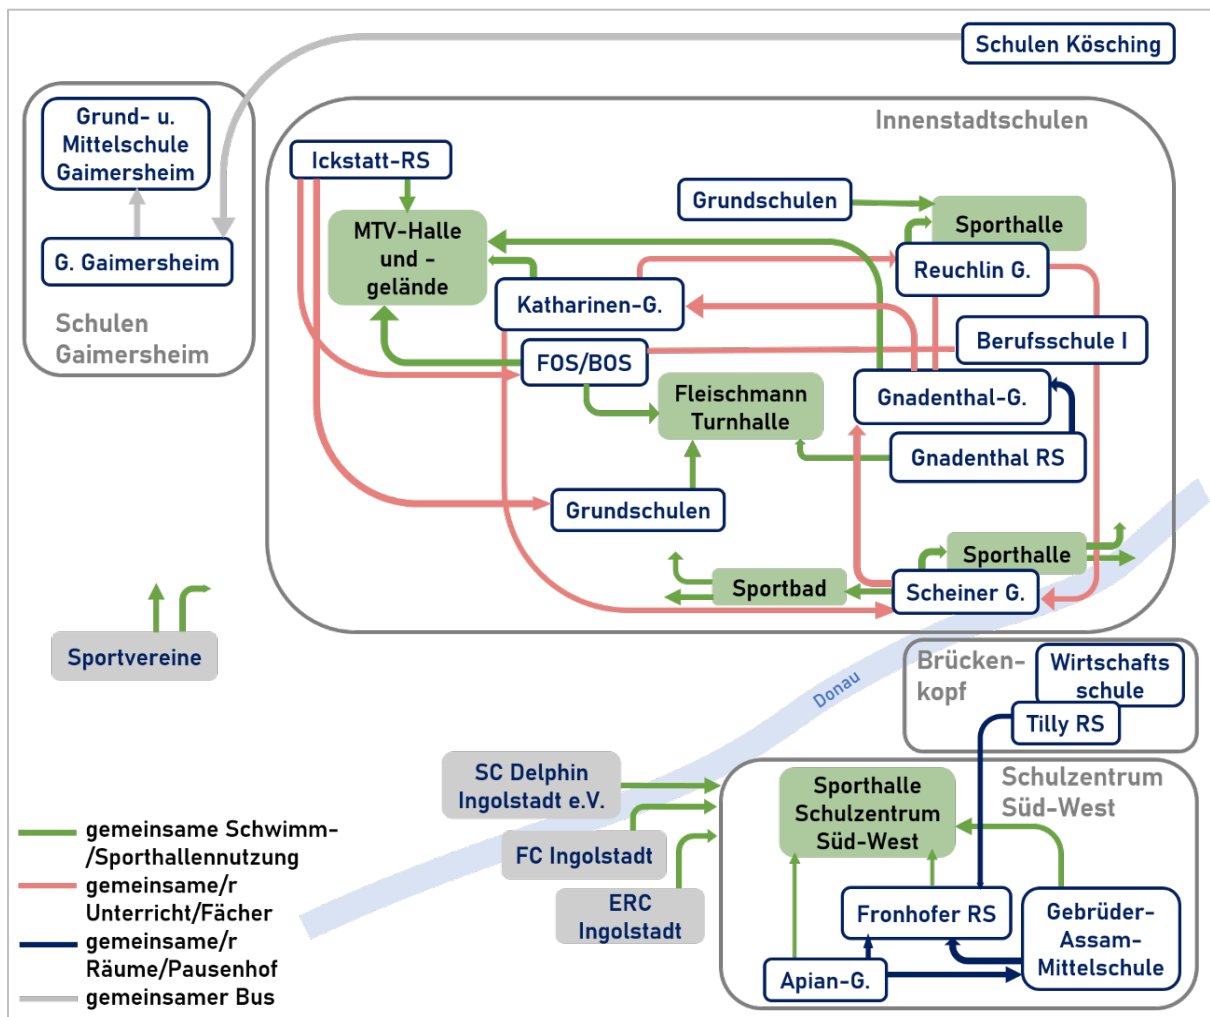 Schulen Kösching
Grund- u.
Mittelschule
Gaimersheim
G. Gaimersheim
Schulen
Gaimersheim
Innenstadtschulen
Ickstatt-RS
Grundschulen
MTV-Halle
und -
gelände
Sporthalle
Reuchlin G.
Katharinen-G.
Berufsschule I
FOS/BOS
Fleischmann
Turnhalle
Gnadenthal-G.
Gnadenthal RS
Grundschulen
Sporthalle
Sportbad
Scheiner G.
Sportvereine
Donau
Brücken-
kopf
Wirtschafts
schule
Tilly RS
SC Delphin
Ingolstadt e.V.
FC Ingolstadt
ERC
Ingolstadt
Schulzentrum
Süd-West
Sporthalle
Schulzentrum
Süd-West
Fronhofer RS
Gebrüder-
Assam-
Mittelschule
Apian-G.
gemeinsame Schwimm-
/Sporthallennutzung
gemeinsame/r
Unterricht/Fächer
gemeinsame/r
Räume/Pausenhof
gemeinsamer Bus